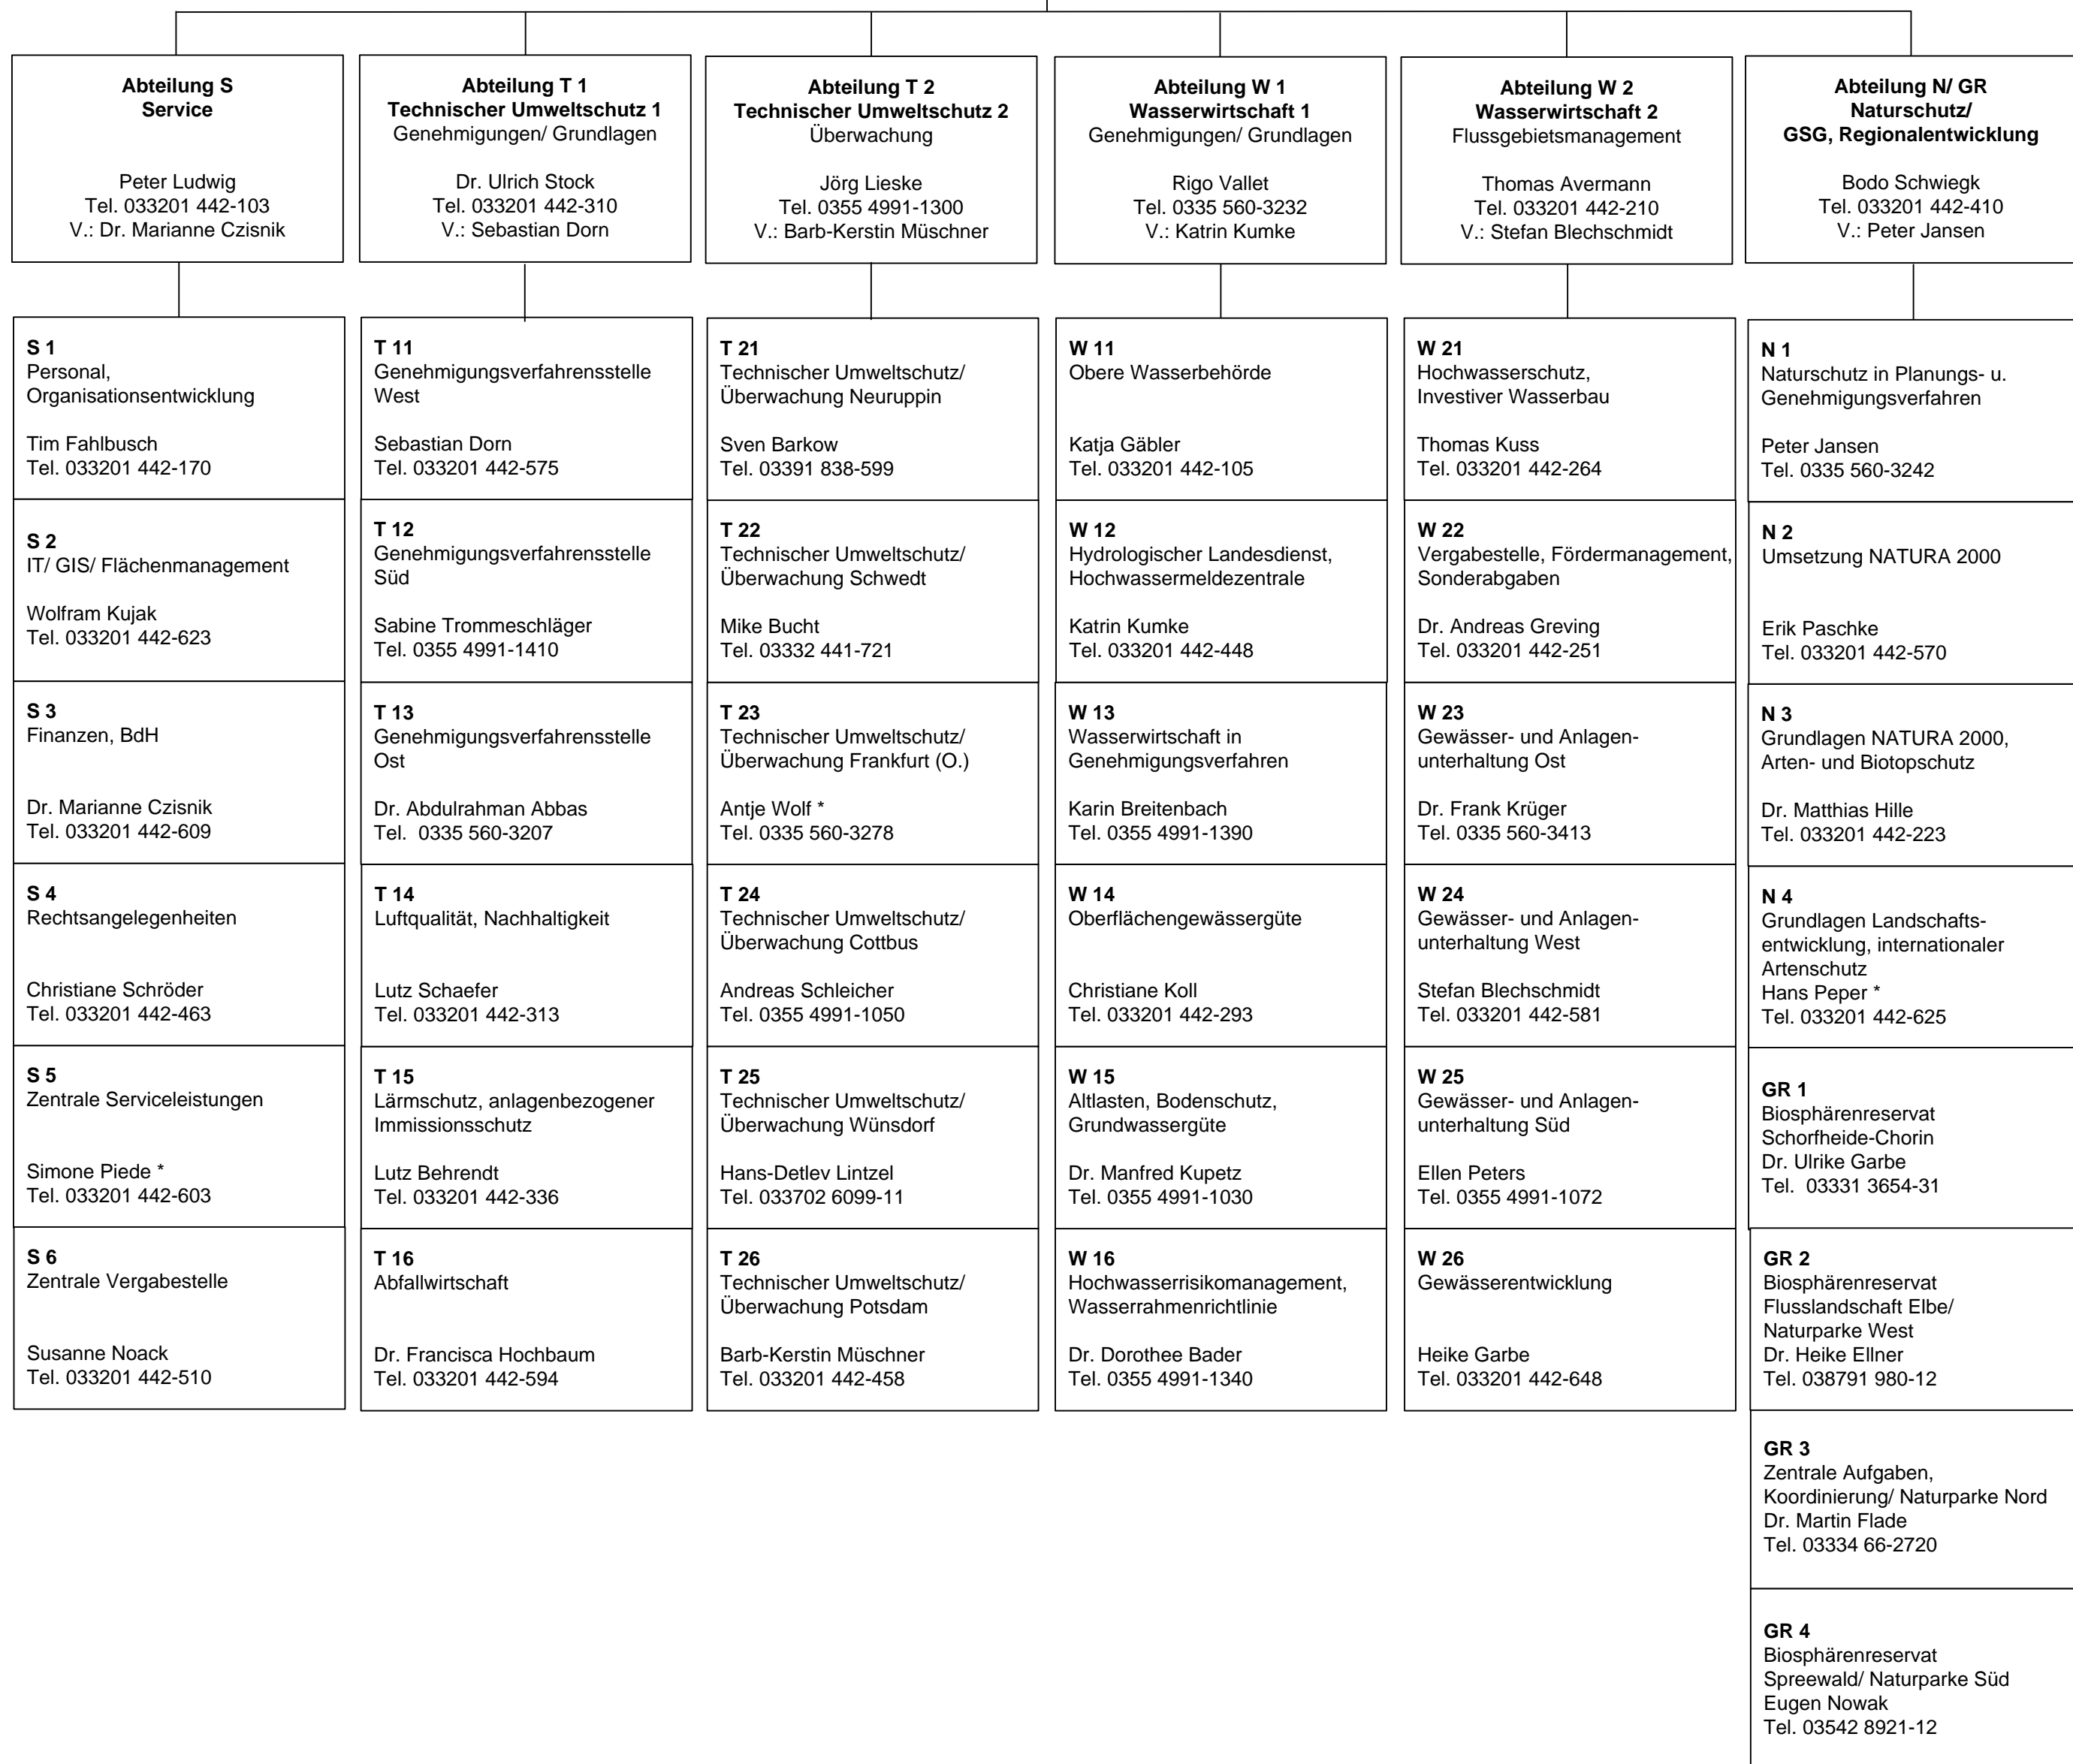 Abteilung S
Service
Peter Ludwig
Tel. 033201 442-103
V.: Dr. Marianne Czisnik
Abteilung T 1
Technischer Umweltschutz 1
Genehmigungen/ Grundlagen
Dr. Ulrich Stock
Tel. 033201 442-310
V.: Sebastian Dorn
Abteilung T 2
Technischer Umweltschutz 2
Überwachung
Jörg Lieske
Tel. 0355 4991-1300
V.: Barb-Kerstin Müschner
Abteilung W 1
Wasserwirtschaft 1
Genehmigungen/ Grundlagen
Rigo Vallet
Tel. 0335 560-3232
V.: Katrin Kumke
Abteilung W 2
Wasserwirtschaft 2
Flussgebietsmanagement
Thomas Avermann
Tel. 033201 442-210
V.: Stefan Blechschmidt
Abteilung N/ GR
Naturschutz/
GSG, Regionalentwicklung
Bodo Schwiegk
Tel. 033201 442-410
V.: Peter Jansen
S 1
Personal,
Organisationsentwicklung
Tim Fahlbusch
Tel. 033201 442-170
S 2
IT/ GIS/ Flächenmanagement
Wolfram Kujak
Tel. 033201 442-623
S 3
Finanzen, BdH
Dr. Marianne Czisnik
Tel. 033201 442-609
S 4
Rechtsangelegenheiten
Christiane Schröder
Tel. 033201 442-463
S 5
Zentrale Serviceleistungen
Simone Piede *
Tel. 033201 442-603
S 6
Zentrale Vergabestelle
Susanne Noack
Tel. 033201 442-510
T 11
Genehmigungsverfahrensstelle
West
Sebastian Dorn
Tel. 033201 442-575
T 12
Genehmigungsverfahrensstelle
Süd
Sabine Trommeschläger
Tel. 0355 4991-1410
T 13
Genehmigungsverfahrensstelle
Ost
Dr. Abdulrahman Abbas
Tel. 0335 560-3207
T 14
Luftqualität, Nachhaltigkeit
Lutz Schaefer
Tel. 033201 442-313
T 15
Lärmschutz, anlagenbezogener
Immissionsschutz
Lutz Behrendt
Tel. 033201 442-336
T 16
Abfallwirtschaft
Dr. Francisca Hochbaum
Tel. 033201 442-594
T 21
Technischer Umweltschutz/
Überwachung Neuruppin
Sven Barkow
Tel. 03391 838-599
T 22
Technischer Umweltschutz/
Überwachung Schwedt
Mike Bucht
Tel. 03332 441-721
T 23
Technischer Umweltschutz/
Überwachung Frankfurt (O.)
Antje Wolf *
Tel. 0335 560-3278
T 24
Technischer Umweltschutz/
Überwachung Cottbus
Andreas Schleicher
Tel. 0355 4991-1050
T 25
Technischer Umweltschutz/
Überwachung Wünsdorf
Hans-Detlev Lintzel
Tel. 033702 6099-11
T 26
Technischer Umweltschutz/
Überwachung Potsdam
Barb-Kerstin Müschner
Tel. 033201 442-458
W 11
Obere Wasserbehörde
Katja Gäbler
Tel. 033201 442-105
W 12
Hydrologischer Landesdienst,
Hochwassermeldezentrale
Katrin Kumke
Tel. 033201 442-448
W 13
Wasserwirtschaft in
Genehmigungsverfahren
Karin Breitenbach
Tel. 0355 4991-1390
W 14
Oberflächengewässergüte
Christiane Koll
Tel. 033201 442-293
W 15
Altlasten, Bodenschutz,
Grundwassergüte
Dr. Manfred Kupetz
Tel. 0355 4991-1030
W 16
Hochwasserrisikomanagement,
Wasserrahmenrichtlinie
Dr. Dorothee Bader
Tel. 0355 4991-1340
W 21
Hochwasserschutz,
Investiver Wasserbau
Thomas Kuss
Tel. 033201 442-264
W 22
Vergabestelle, Fördermanagement,
Sonderabgaben
Dr. Andreas Greving
Tel. 033201 442-251
W 23
Gewässer- und Anlagen-
unterhaltung Ost
Dr. Frank Krüger
Tel. 0335 560-3413
W 24
Gewässer- und Anlagen-
unterhaltung West
Stefan Blechschmidt
Tel. 033201 442-581
W 25
Gewässer- und Anlagen-
unterhaltung Süd
Ellen Peters
Tel. 0355 4991-1072
W 26
Gewässerentwicklung
Heike Garbe
Tel. 033201 442-648
N 1
Naturschutz in Planungs- u.
Genehmigungsverfahren
Peter Jansen
Tel. 0335 560-3242
N 2
Umsetzung NATURA 2000
Erik Paschke
Tel. 033201 442-570
N 3
Grundlagen NATURA 2000,
Arten- und Biotopschutz
Dr. Matthias Hille
Tel. 033201 442-223
N 4
Grundlagen Landschafts-
entwicklung, internationaler
Artenschutz
Hans Peper *
Tel. 033201 442-625
GR 1
Biosphärenreservat
Schorfheide-Chorin
Dr. Ulrike Garbe
Tel. 03331 3654-31
GR 2
Biosphärenreservat
Flusslandschaft Elbe/
Naturparke West
Dr. Heike Ellner
Tel. 038791 980-12
GR 3
Zentrale Aufgaben,
Koordinierung/ Naturparke Nord
Dr. Martin Flade
Tel. 03334 66-2720
GR 4
Biosphärenreservat
Spreewald/ Naturparke Süd
Eugen Nowak
Tel. 03542 8921-12